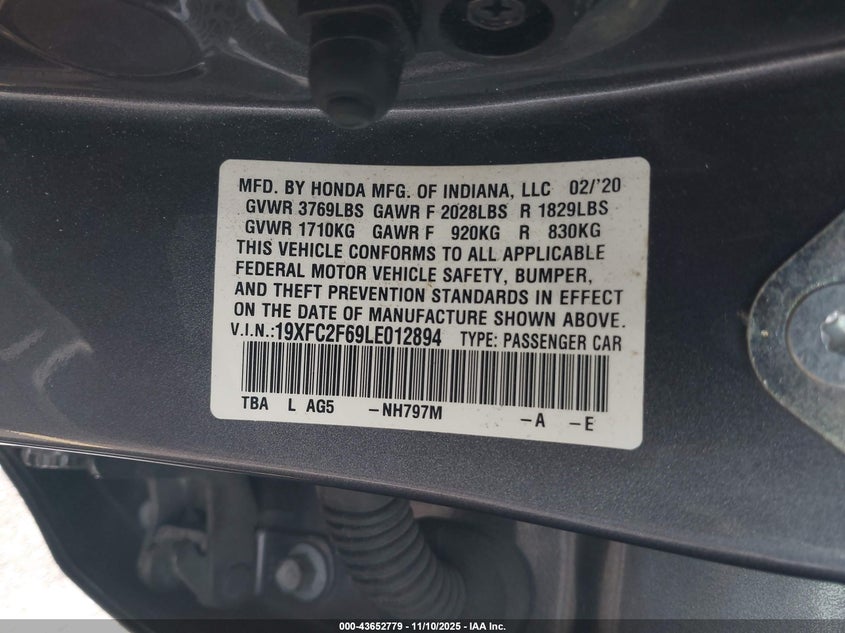 MFD. BY HONDA MFG. OF INDIANA, LLC 02/'20
GVWR 3769LBS GAWR F 2028LBS R 1829LBS
GVWR 1710KG GAWR F 920KG R 830KG
THIS VEHICLE CONFORMS TO ALL APPLICABLE
FEDERAL MOTOR VEHICLE SAFETY, BUMPER,
AND THEFT PREVENTION STANDARDS IN EFFECT
ON THE DATE OF MANUFACTURE SHOWN ABOVE.
V.I.N.:19XFC2F69LE012894 TYPE: PASSENGER CAR
TBA L AG5 -NH797M -A -E
000-43652779 - 11/10/2025 - IAA Inc.